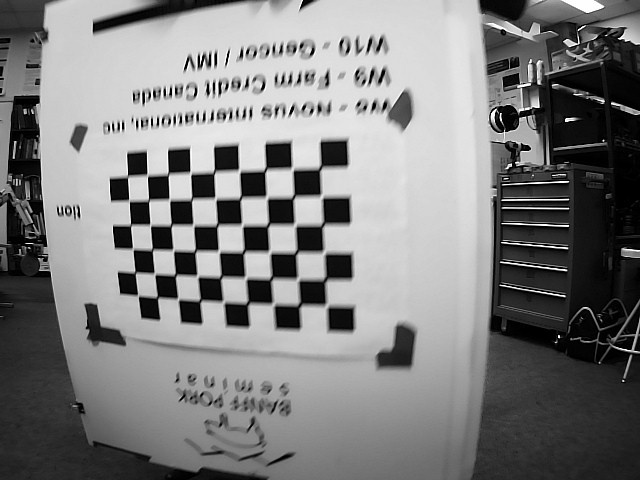 BANFF PORK
seminar
tion
W8 - Novus International, Inc
W9 - Farm Credit Canada
W10 - Gencor / IMV